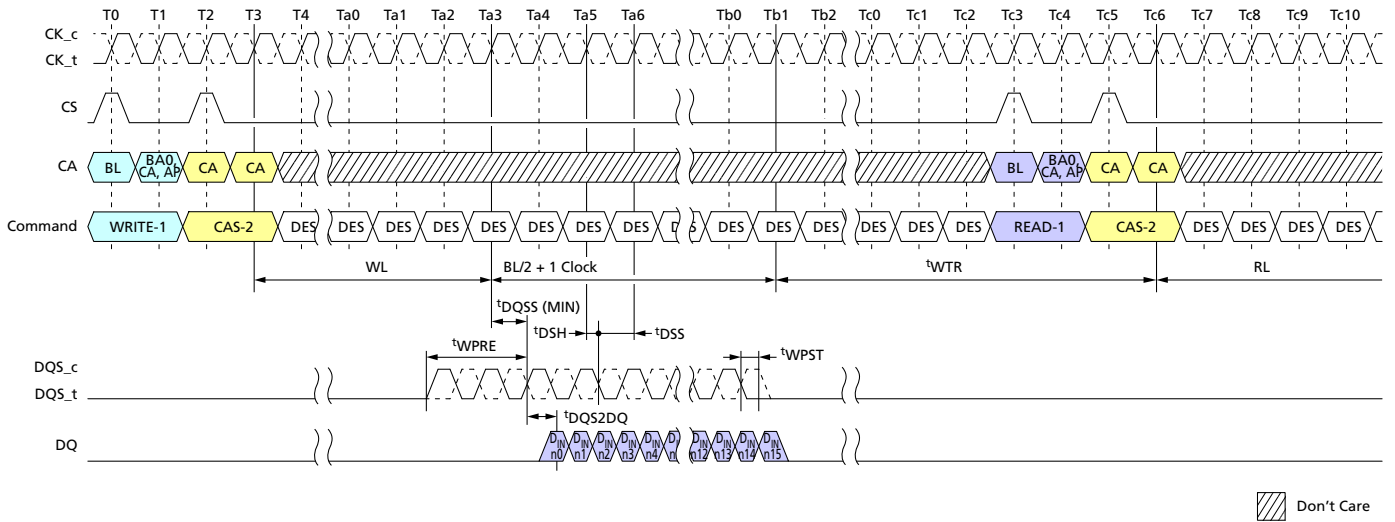 T0 T1 T2 T3 T4 Ta0 Ta1 Ta2 Ta3 Ta4 Ta5 Ta6 Tb0 Tb1 Tb2 Tc0 Tc1 Tc2 Tc3 Tc4 Tc5 Tc6 Tc7 Tc8 Tc9 Tc10
CK_c
CK_t
CS
CA BL BA0, CA, AP CA CA BL BA0, CA, AP CA CA
Command WRITE-1 CAS-2 DES DES DES DES DES DES DES DES DES DES DES DES DES DES READ-1 CAS-2 DES DES DES DES
WL BL/2 + 1 Clock tWTR RL
tDQSS (MIN)
tDSH tDSS
tWPRE tWPST
DQS_c
DQS_t
tDQS2DQ
DQ DIN n0 DIN n1 DIN n2 DIN n3 DIN n4 DIN n12 DIN n13 DIN n14 DIN n15
Don't Care